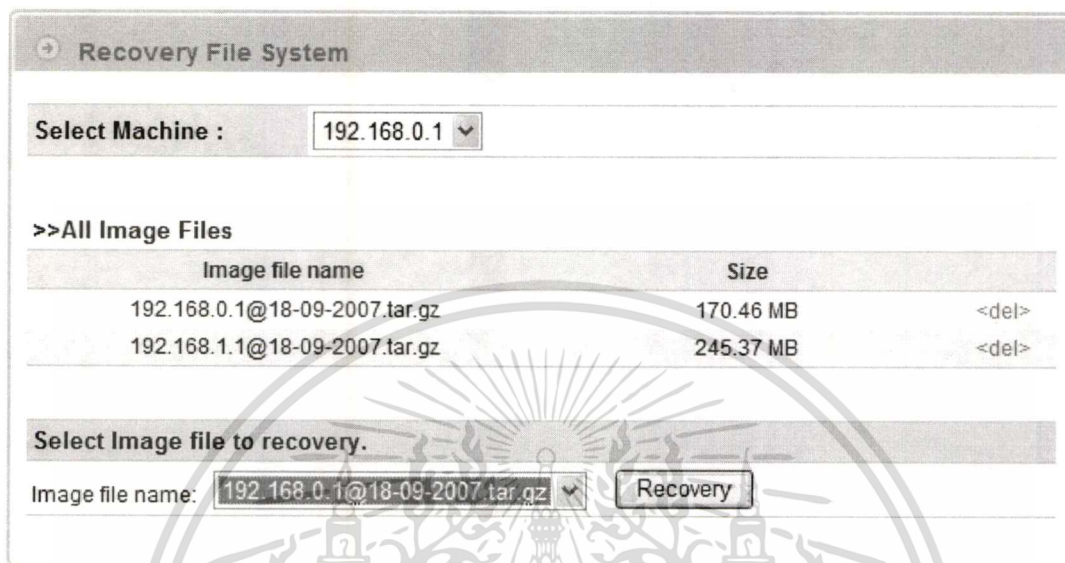 Recovery File System
Select Machine : 192.168.0.1
>>All Image Files
Image file name Size
192.168.0.1@18-09-2007.tar.gz 170.46 MB <del>
192.168.1.1@18-09-2007.tar.gz 245.37 MB <del>
Select Image file to recovery.
Image file name: 192.168.0.1@18-09-2007.tar.gz Recovery